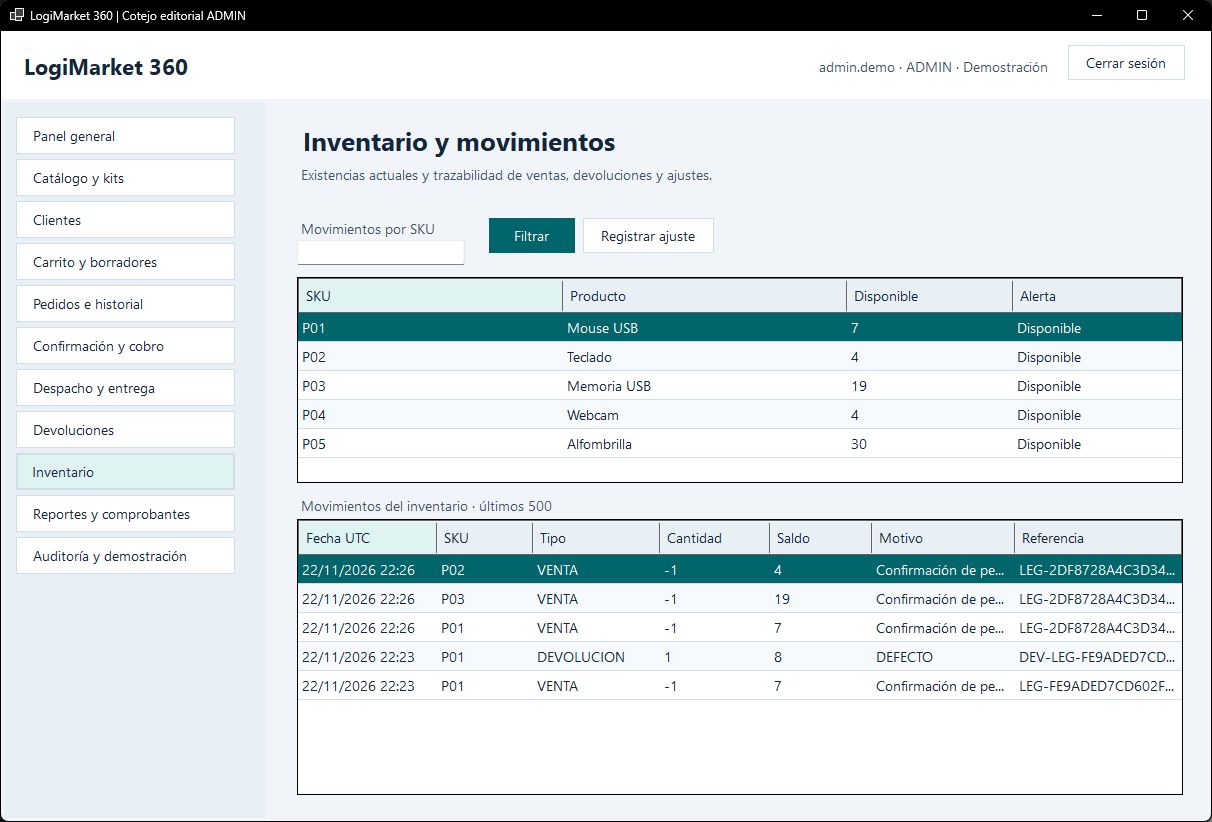 LogiMarket 360 | Cotejo editorial ADMIN
LogiMarket 360
admin.demo · ADMIN · Demostración
Cerrar sesión
Panel general
Catálogo y kits
Clientes
Carrito y borradores
Pedidos e historial
Confirmación y cobro
Despacho y entrega
Devoluciones
Inventario
Reportes y comprobantes
Auditoría y demostración
Inventario y movimientos
Existencias actuales y trazabilidad de ventas, devoluciones y ajustes.
Movimientos por SKU
Filtrar
Registrar ajuste
SKU Producto Disponible Alerta
P01 Mouse USB 7 Disponible
P02 Teclado 4 Disponible
P03 Memoria USB 19 Disponible
P04 Webcam 4 Disponible
P05 Alfombrilla 30 Disponible
Movimientos del inventario · últimos 500
Fecha UTC SKU Tipo Cantidad Saldo Motivo Referencia
22/11/2026 22:26 P02 VENTA -1 4 Confirmación de pe... LEG-2DF8728A4C3D34...
22/11/2026 22:26 P03 VENTA -1 19 Confirmación de pe... LEG-2DF8728A4C3D34...
22/11/2026 22:26 P01 VENTA -1 7 Confirmación de pe... LEG-2DF8728A4C3D34...
22/11/2026 22:23 P01 DEVOLUCION 1 8 DEFECTO DEV-LEG-FE9ADED7CD...
22/11/2026 22:23 P01 VENTA -1 7 Confirmación de pe... LEG-FE9ADED7CD602F...